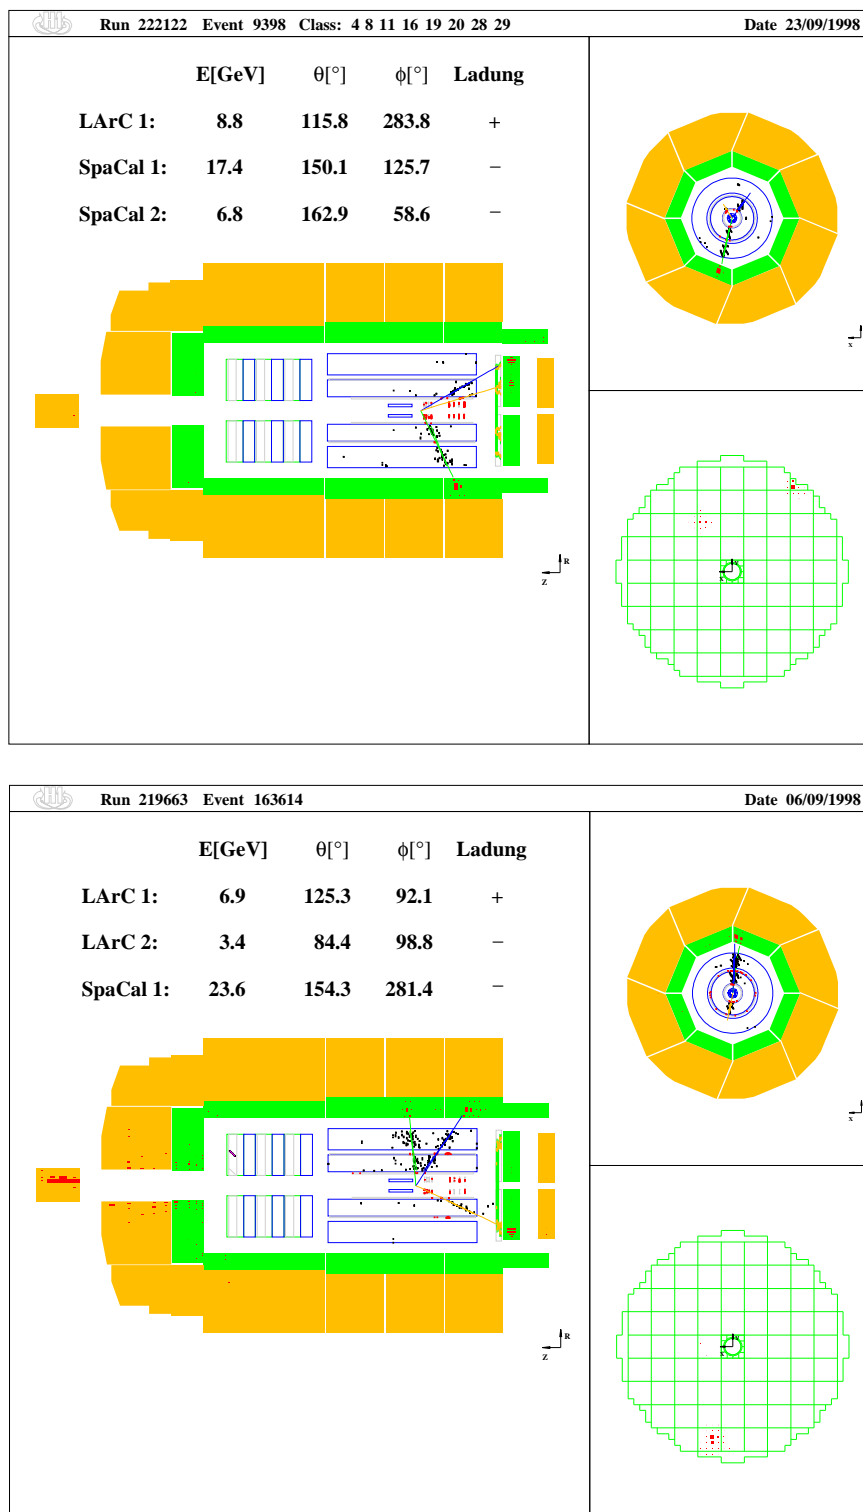 Run 222122 Event 9398 Class: 4 8 11 16 19 20 28 29 Date 23/09/1998
E[GeV] θ[°] ϕ[°] Ladung
LArC 1: 8.8 115.8 283.8 +
SpaCal 1: 17.4 150.1 125.7 −
SpaCal 2: 6.8 162.9 58.6 −
x
R
Z
Run 219663 Event 163614 Date 06/09/1998
E[GeV] θ[°] ϕ[°] Ladung
LArC 1: 6.9 125.3 92.1 +
LArC 2: 3.4 84.4 98.8 −
SpaCal 1: 23.6 154.3 281.4 −
x
R
Z